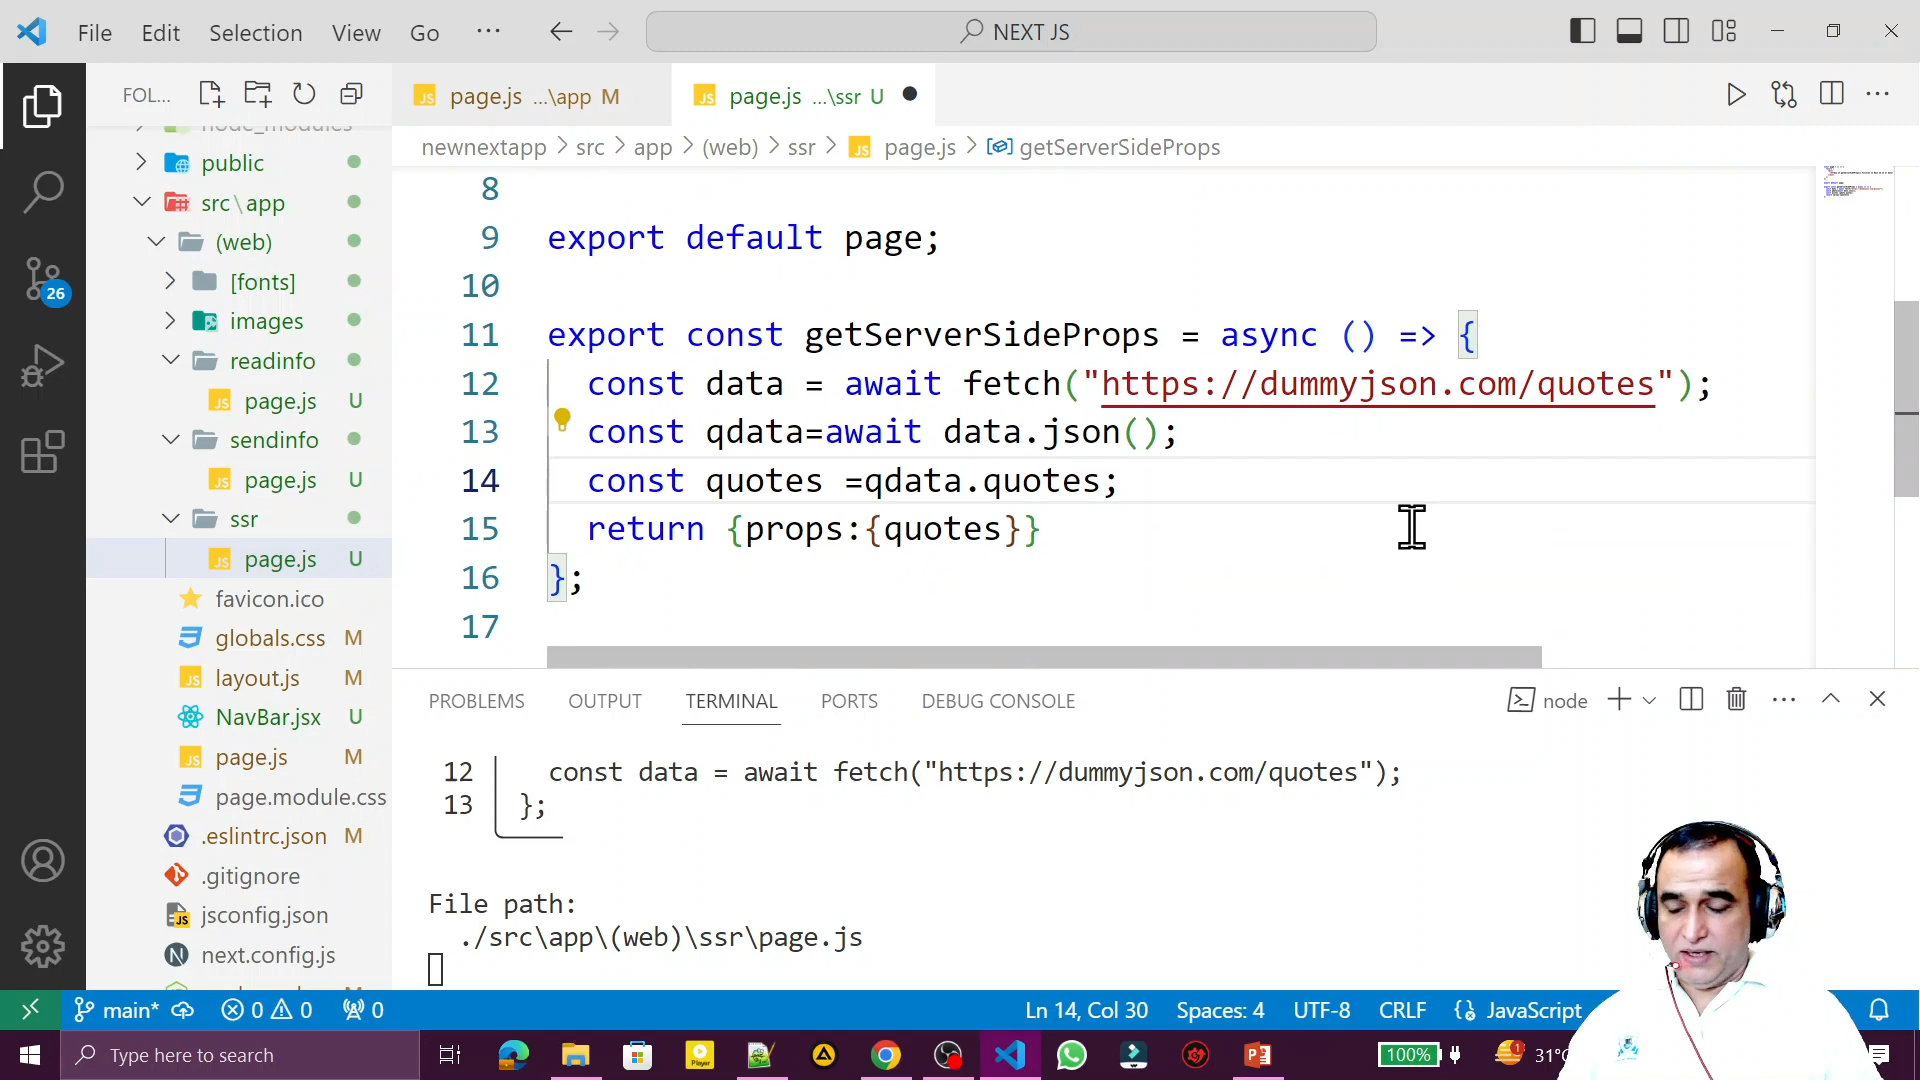 File Edit Selection View Go ··· NEXT JS
FOL...
page.js ...\app M
page.js ...\ssr U
newnextapp > src > app > (web) > ssr > page.js > getServerSideProps
node_modules
public
src\app
(web)
[fonts]
images
readinfo
page.js U
sendinfo
page.js U
ssr
page.js U
favicon.ico
globals.css M
layout.js M
NavBar.jsx U
page.js M
page.module.css
.eslintrc.json M
.gitignore
jsconfig.json
next.config.js
26
8
9 export default page;
10
11 export const getServerSideProps = async () => {
12 const data = await fetch("https://dummyjson.com/quotes");
13 const qdata=await data.json();
14 const quotes =qdata.quotes;
15 return {props:{quotes}}
16 };
17
PROBLEMS OUTPUT TERMINAL PORTS DEBUG CONSOLE
node
12 const data = await fetch("https://dummyjson.com/quotes");
13 };
File path:
./src\app\(web)\ssr\page.js
main* 0 0 0
Ln 14, Col 30 Spaces: 4 UTF-8 CRLF JavaScript
Type here to search
Player
100%
1
31°